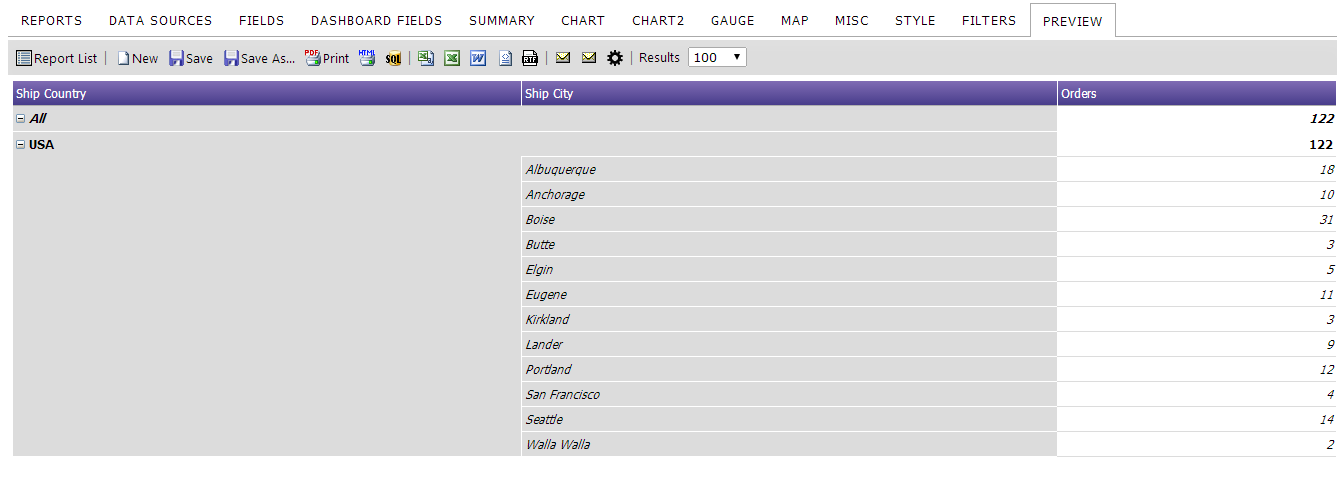 REPORTS DATA SOURCES FIELDS DASHBOARD FIELDS SUMMARY CHART CHART2 GAUGE MAP MISC STYLE FILTERS PREVIEW
Report List | New Save Save As... PDF Print HTML SQL | RTF | Results 100
Ship Country Ship City Orders
All 122
USA 122
Albuquerque 18
Anchorage 10
Boise 31
Butte 3
Elgin 5
Eugene 11
Kirkland 3
Lander 9
Portland 12
San Francisco 4
Seattle 14
Walla Walla 2